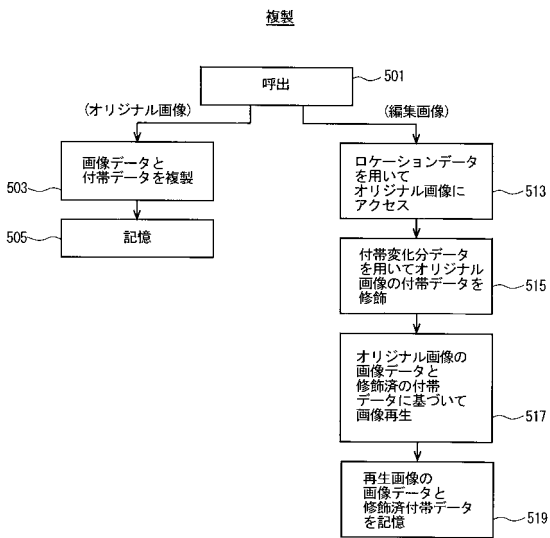 複製
呼出
501
(オリジナル画像)
(編集画像)
画像データと
付帯データを複製
503
記憶
505
ロケーションデータ
を用いて
オリジナル画像に
アクセス
513
付帯変化分データ
を用いてオリジナル
画像の付帯データを
修飾
515
オリジナル画像の
画像データと
修飾済の付帯
データに基づいて
画像再生
517
再生画像の
画像データと
修飾済付帯データ
を記憶
519